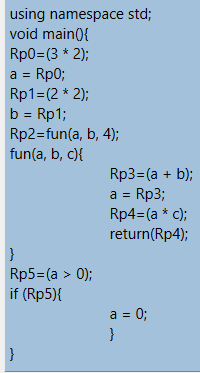 using namespace std;
void main(){
Rp0=(3 * 2);
a = Rp0;
Rp1=(2 * 2);
b = Rp1;
Rp2=fun(a, b, 4);
fun(a, b, c){
Rp3=(a + b);
a = Rp3;
Rp4=(a * c);
return(Rp4);
}
Rp5=(a > 0);
if (Rp5){
a = 0;
}
}